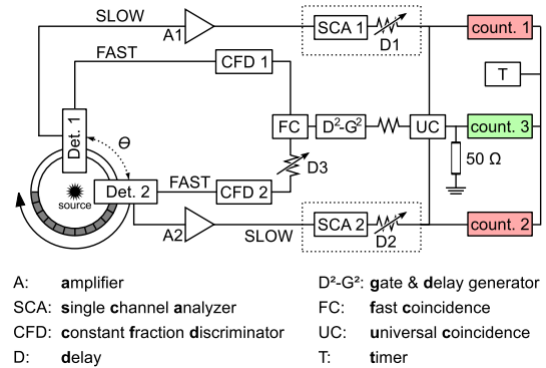 SLOW
A1
SCA 1
D1
count. 1
FAST
CFD 1
T
Det. 1
θ
FC
D²-G²
UC
count. 3
D3
50 Ω
source
Det. 2
FAST
CFD 2
A2
SLOW
SCA 2
D2
count. 2
A: amplifier
SCA: single channel analyzer
CFD: constant fraction discriminator
D: delay
D²-G²: gate & delay generator
FC: fast coincidence
UC: universal coincidence
T: timer